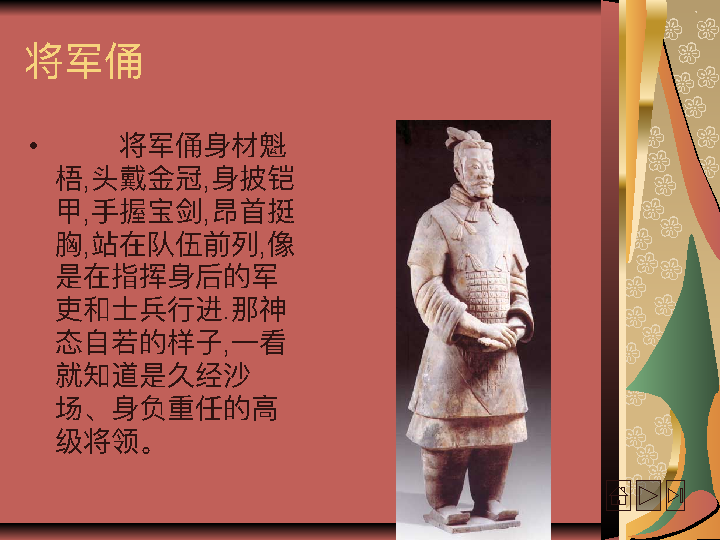 将军俑
• 将军俑身材魁
梧,头戴金冠,身披铠
甲,手握宝剑,昂首挺
胸,站在队伍前列,像
是在指挥身后的军
吏和士兵行进.那神
态自若的样子,一看
就知道是久经沙
场、身负重任的高
级将领。